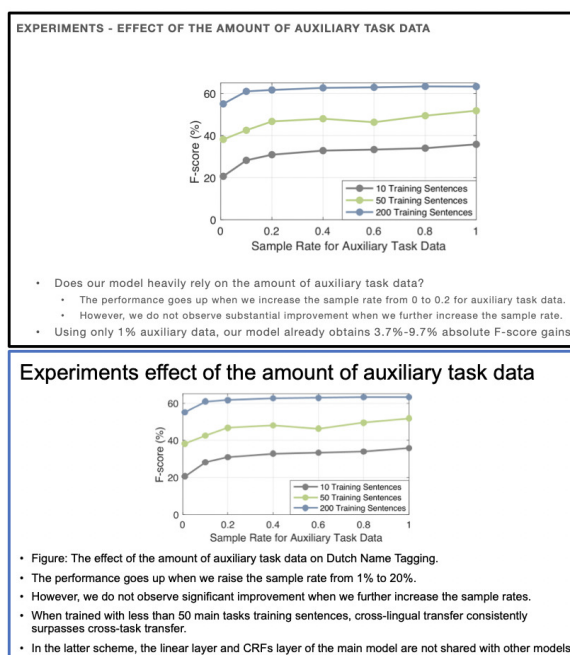 EXPERIMENTS - EFFECT OF THE AMOUNT OF AUXILIARY TASK DATA
60
40
20
0
F-score (%)
10 Training Sentences
50 Training Sentences
200 Training Sentences
0 0.2 0.4 0.6 0.8 1
Sample Rate for Auxiliary Task Data
• Does our model heavily rely on the amount of auxiliary task data?
• The performance goes up when we increase the sample rate from 0 to 0.2 for auxiliary task data.
• However, we do not observe substantial improvement when we further increase the sample rate.
• Using only 1% auxiliary data, our model already obtains 3.7%-9.7% absolute F-score gains
Experiments effect of the amount of auxiliary task data
60
40
20
0
F-score (%)
10 Training Sentences
50 Training Sentences
200 Training Sentences
0 0.2 0.4 0.6 0.8 1
Sample Rate for Auxiliary Task Data
• Figure: The effect of the amount of auxiliary task data on Dutch Name Tagging.
• The performance goes up when we raise the sample rate from 1% to 20%.
• However, we do not observe significant improvement when we further increase the sample rates.
• When trained with less than 50 main tasks training sentences, cross-lingual transfer consistently
surpasses cross-task transfer.
• In the latter scheme, the linear layer and CRFs layer of the main model are not shared with other models